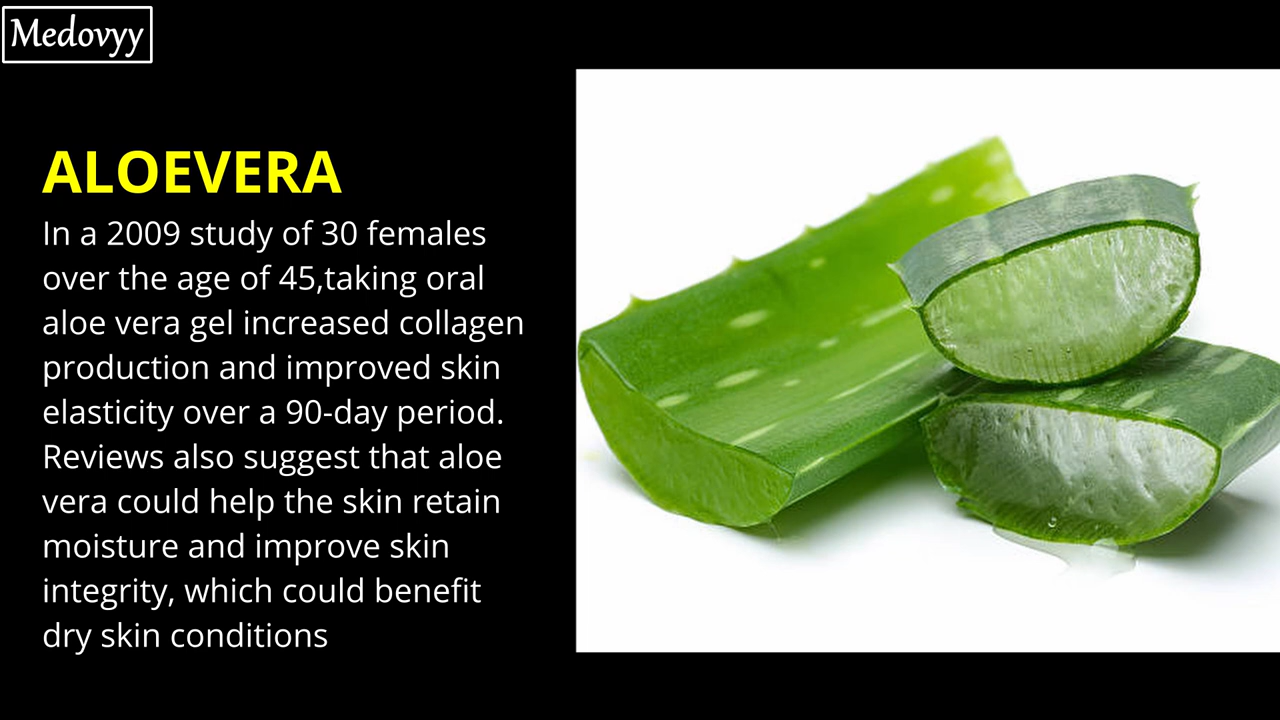 Medovyy
ALOEVERA
In a 2009 study of 30 females
over the age of 45,taking oral
aloe vera gel increased collagen
production and improved skin
elasticity over a 90-day period.
Reviews also suggest that aloe
vera could help the skin retain
moisture and improve skin
integrity, which could benefit
dry skin conditions